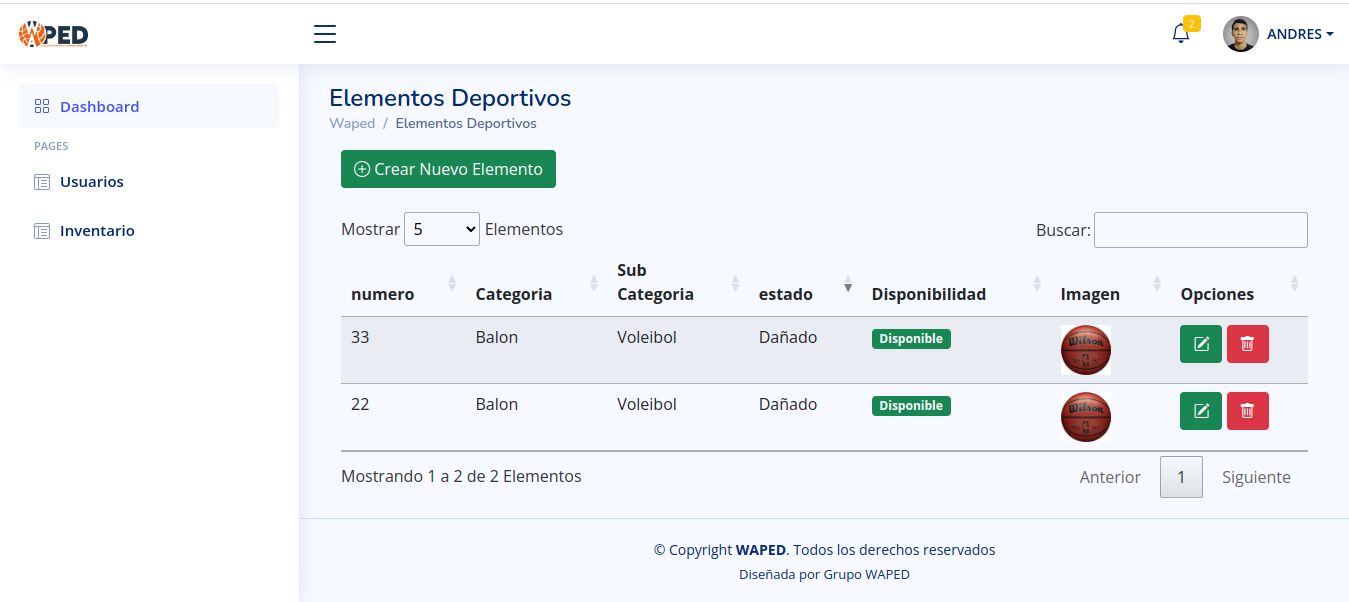 WAPED
2
ANDRES
Dashboard
PAGES
Usuarios
Inventario
Elementos Deportivos
Waped / Elementos Deportivos
Crear Nuevo Elemento
Mostrar 5 Elementos
Buscar:
numero Categoria Sub Categoria estado Disponibilidad Imagen Opciones
33 Balon Voleibol Dañado Disponible Wilson
22 Balon Voleibol Dañado Disponible Wilson
Mostrando 1 a 2 de 2 Elementos
Anterior 1 Siguiente
© Copyright WAPED. Todos los derechos reservados
Diseñada por Grupo WAPED